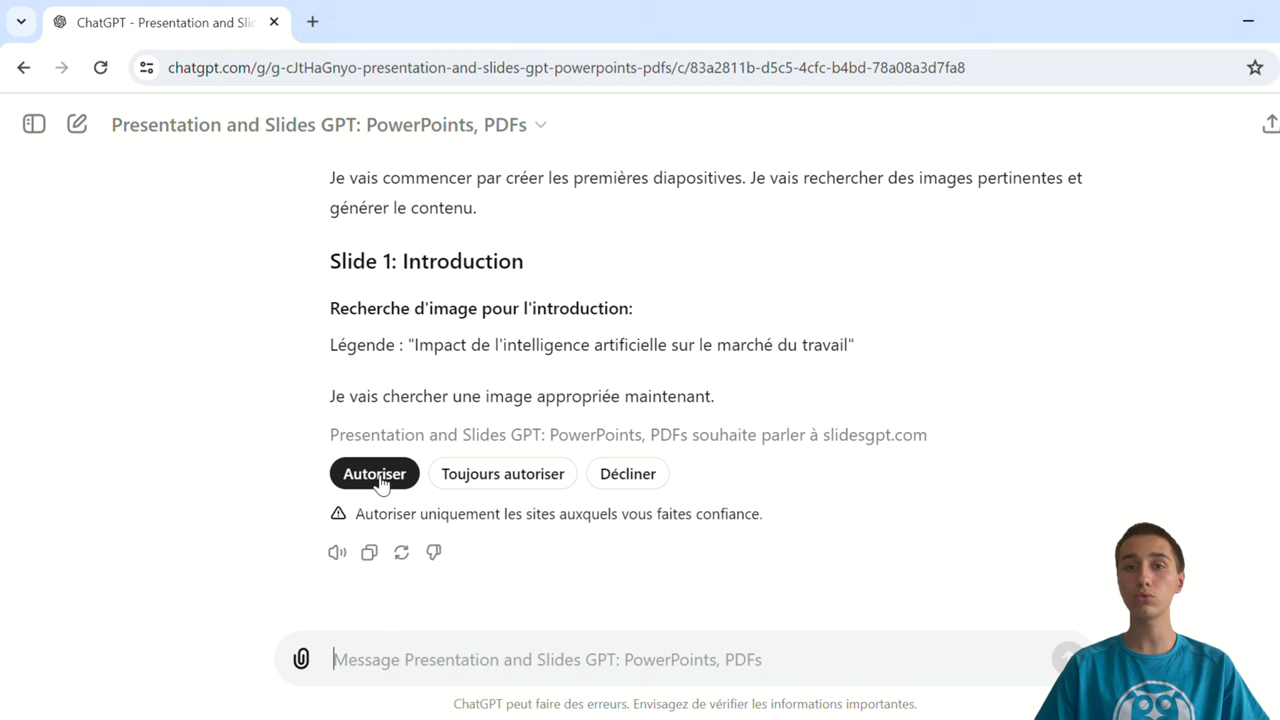 ChatGPT - Presentation and Slid
chatgpt.com/g/g-cJtHaGnyo-presentation-and-slides-gpt-powerpoints-pdfs/c/83a2811b-d5c5-4cfc-b4bd-78a08a3d7fa8
Presentation and Slides GPT: PowerPoints, PDFs
Je vais commencer par créer les premières diapositives. Je vais rechercher des images pertinentes et
générer le contenu.
Slide 1: Introduction
Recherche d'image pour l'introduction:
Légende : "Impact de l'intelligence artificielle sur le marché du travail"
Je vais chercher une image appropriée maintenant.
Presentation and Slides GPT: PowerPoints, PDFs souhaite parler à slidesgpt.com
Autoriser Toujours autoriser Décliner
Autoriser uniquement les sites auxquels vous faites confiance.
Message Presentation and Slides GPT: PowerPoints, PDFs
ChatGPT peut faire des erreurs. Envisagez de vérifier les informations importantes.